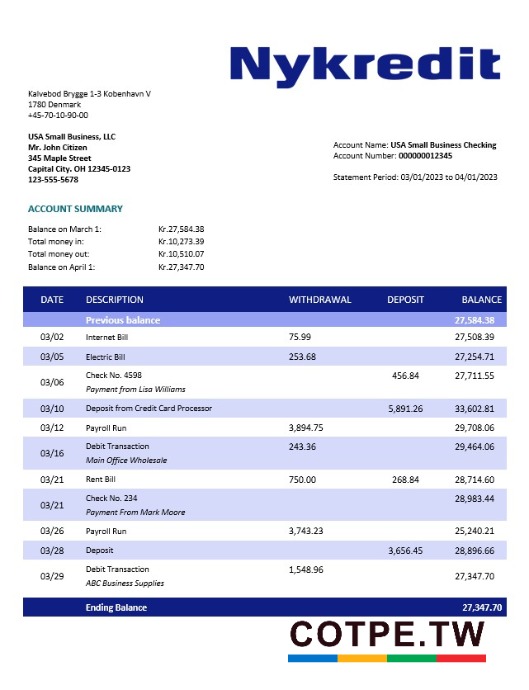 Nykredit
Kalvebod Brygge 1-3 Kobenhavn V
1780 Denmark
+45-70-10-90-00
USA Small Business, LLC
Mr. John Citizen
345 Maple Street
Capital City. OH 12345-0123
123-555-5678
Account Name: USA Small Business Checking
Account Number: 000000012345
Statement Period: 03/01/2023 to 04/01/2023
ACCOUNT SUMMARY
Balance on March 1: Kr.27,584.38
Total money in: Kr.10,273.39
Total money out: Kr.10,510.07
Balance on April 1: Kr.27,347.70
DATE DESCRIPTION WITHDRAWAL DEPOSIT BALANCE
Previous balance 27,584.38
03/02 Internet Bill 75.99 27,508.39
03/05 Electric Bill 253.68 27,254.71
03/06 Check No. 4598 456.84 27,711.55
Payment from Lisa Williams
03/10 Deposit from Credit Card Processor 5,891.26 33,602.81
03/12 Payroll Run 3,894.75 29,708.06
03/16 Debit Transaction 243.36 29,464.06
Main Office Wholesale
03/21 Rent Bill 750.00 268.84 28,714.60
03/21 Check No. 234 28,983.44
Payment From Mark Moore
03/26 Payroll Run 3,743.23 25,240.21
03/28 Deposit 3,656.45 28,896.66
03/29 Debit Transaction 1,548.96 27,347.70
ABC Business Supplies
Ending Balance 27,347.70
COTPE.TW